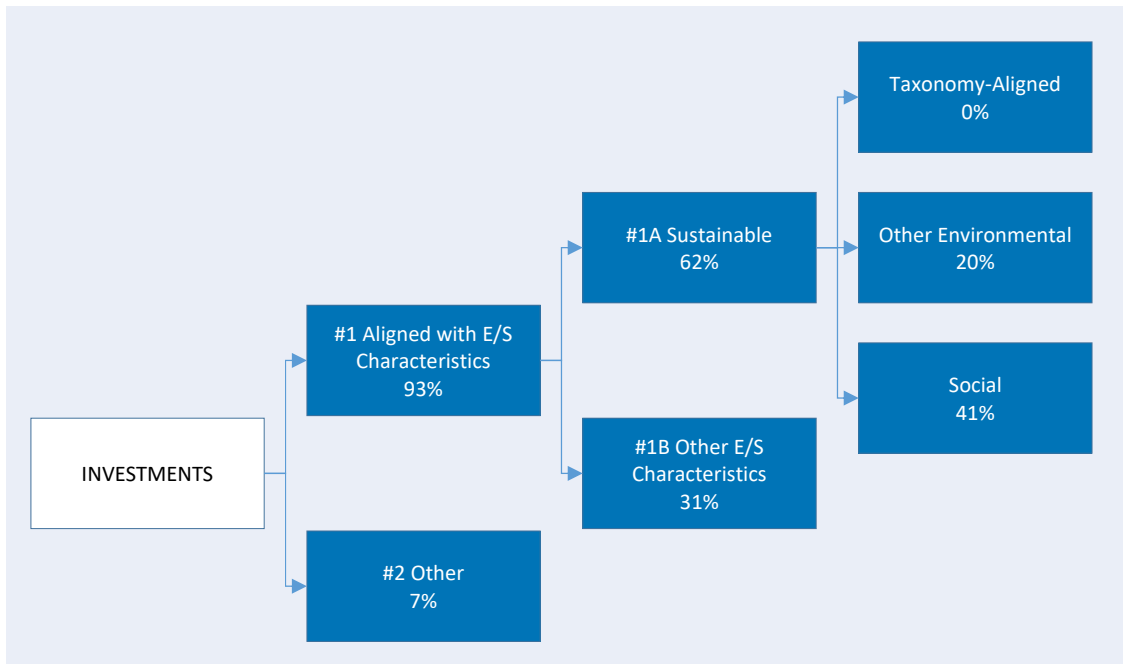 INVESTMENTS
#1 Aligned with E/S
Characteristics
93%
#2 Other
7%
#1A Sustainable
62%
#1B Other E/S
Characteristics
31%
Taxonomy-Aligned
0%
Other Environmental
20%
Social
41%